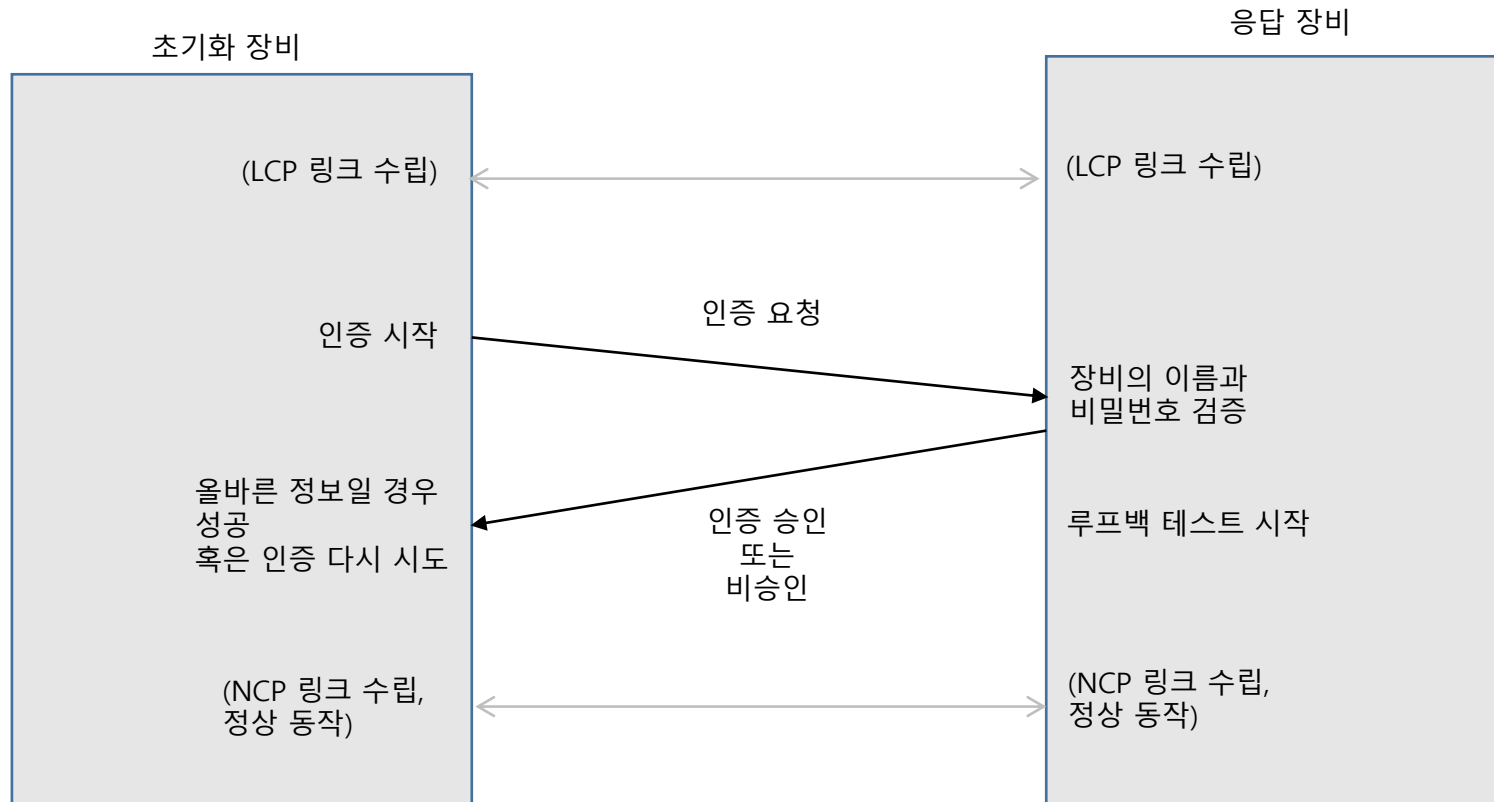 초기화 장비
응답 장비
(LCP 링크 수립)
(LCP 링크 수립)
인증 시작
인증 요청
장비의 이름과
비밀번호 검증
올바른 정보일 경우
성공
혹은 인증 다시 시도
인증 승인
또는
비승인
루프백 테스트 시작
(NCP 링크 수립,
정상 동작)
(NCP 링크 수립,
정상 동작)